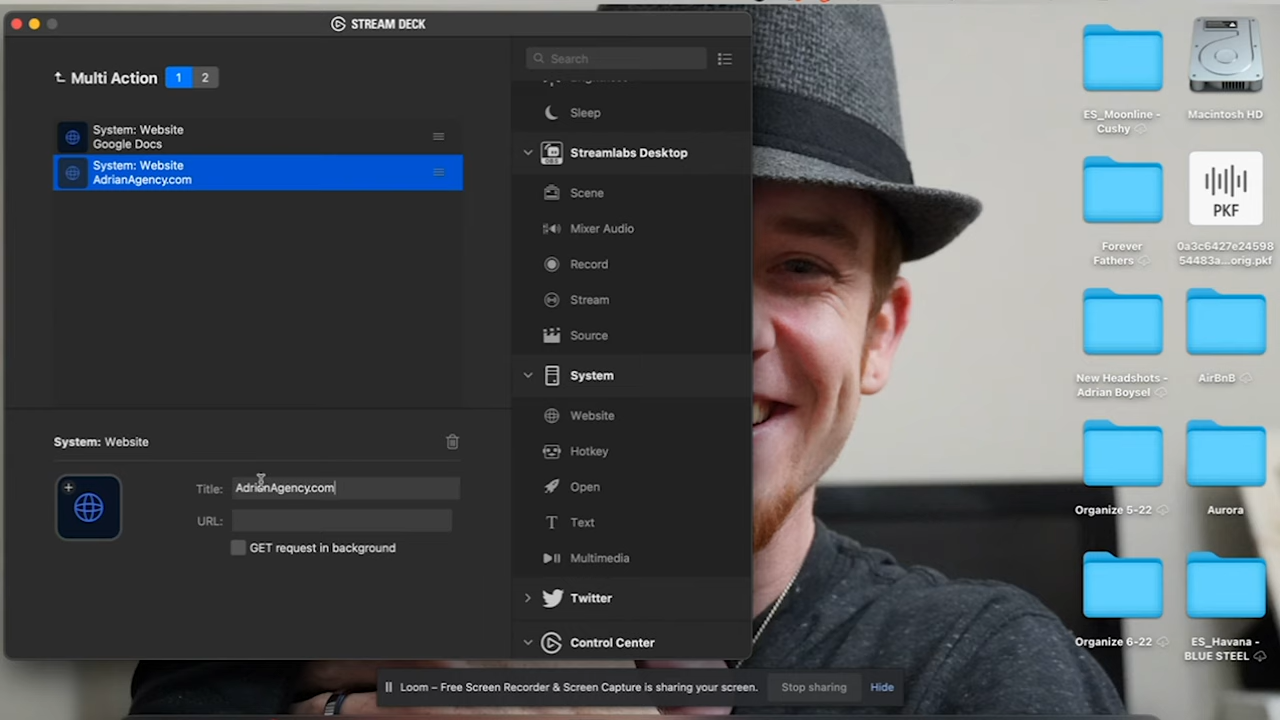 STREAM DECK
Multi Action 1 2
System: Website
Google Docs
System: Website
AdrianAgency.com
System: Website
Title: AdrianAgency.com
URL:
GET request in background
Search
Sleep
Streamlabs Desktop
OBS
Scene
Mixer Audio
Record
Stream
Source
System
Website
Hotkey
Open
Text
Multimedia
Twitter
Control Center
ES_Moonline -
Cushy
Macintosh HD
Forever
Fathers
PKF
0a3c6427e24598
54483a...orig.pkf
New Headshots -
Adrian Boysel
AirBnB
Organize 5-22
Aurora
Organize 6-22
ES_Havana -
BLUE STEEL
Loom – Free Screen Recorder & Screen Capture is sharing your screen.
Stop sharing
Hide